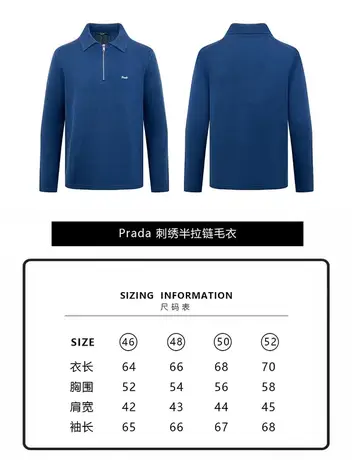 Prada 刺绣半拉链毛衣
SIZING INFORMATION
尺码表
SIZE 46 48 50 52
衣长 64 66 68 70
胸围 52 54 56 58
肩宽 42 43 44 45
袖长 65 66 67 68